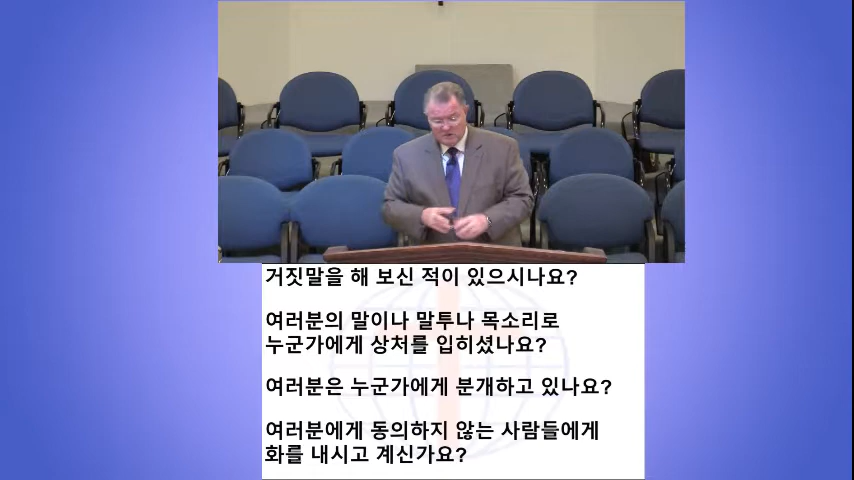 거짓말을 해 보신 적이 있으시나요?
여러분의 말이나 말투나 목소리로
누군가에게 상처를 입히셨나요?
여러분은 누군가에게 분개하고 있나요?
여러분에게 동의하지 않는 사람들에게
화를 내시고 계신가요?